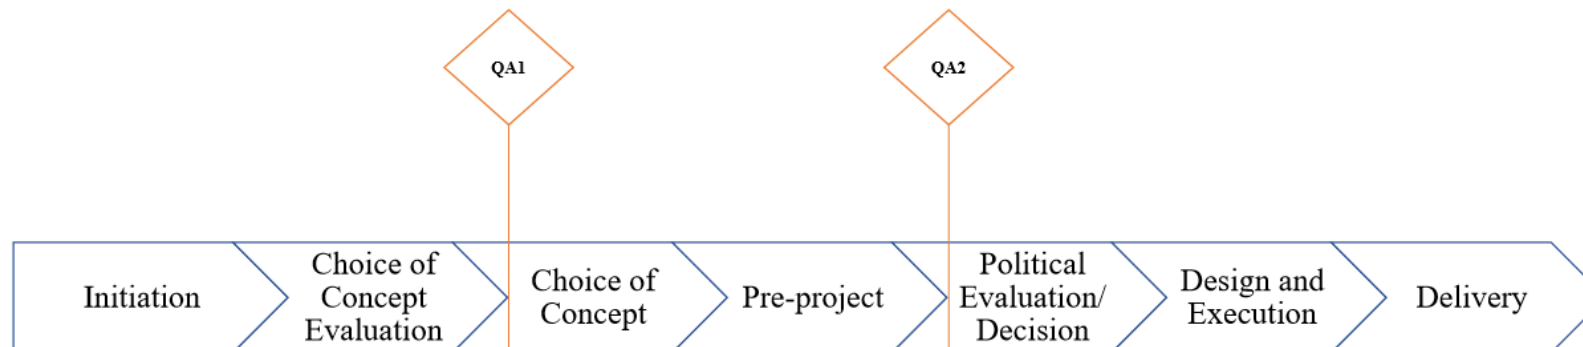 QA1
QA2
Initiation
Choice of
Concept
Evaluation
Choice of
Concept
Pre-project
Political
Evaluation/
Decision
Design and
Execution
Delivery